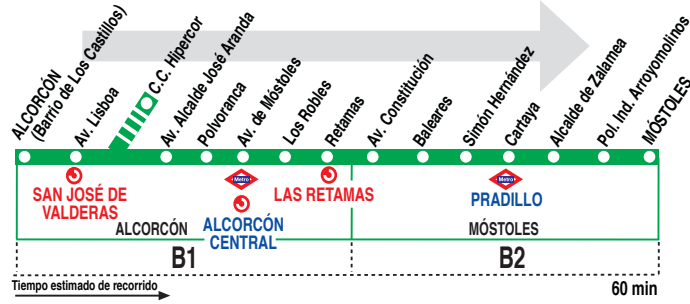 ALCORCÓN
(Barrio de Los Castillos)
Av. Lisboa
C.C. Hipercor
Av. Alcalde José Aranda
Polvoranca
Av. de Móstoles
Los Robles
Retamas
Av. Constitución
Baleares
Simón Hernández
Cartaya
Alcalde de Zalamea
Pol. Ind. Arroyomolinos
MÓSTOLES
SAN JOSÉ DE
VALDERAS
Metro
ALCORCÓN
CENTRAL
LAS RETAMAS
Metro
PRADILLO
ALCORCÓN
MÓSTOLES
B1
B2
Tiempo estimado de recorrido
60 min